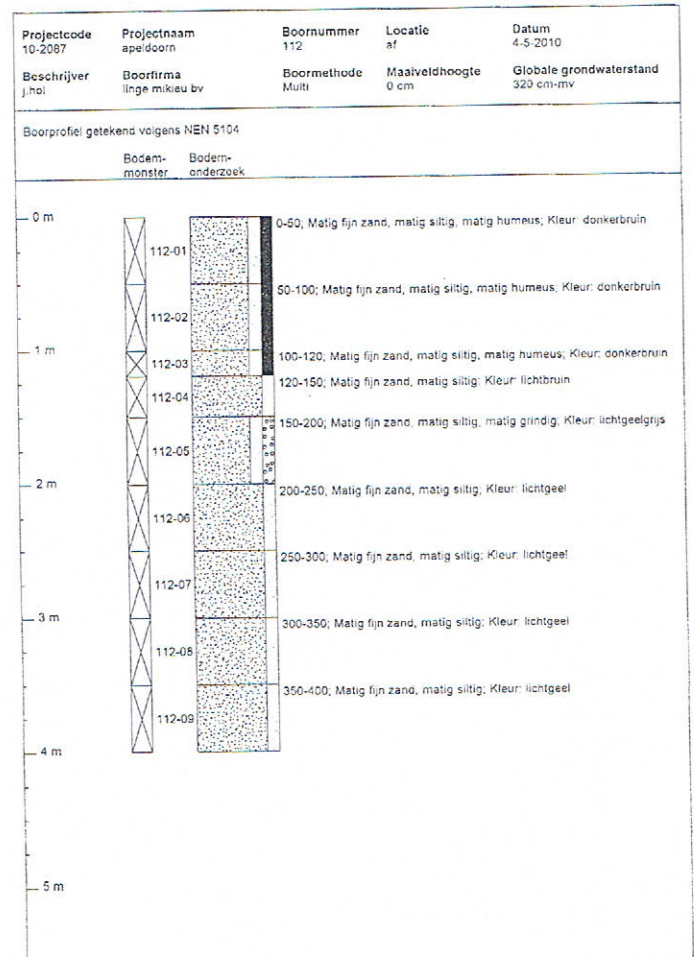 Projectcode Projectnaam Boornummer Locatie Datum
10-2087 apeldoorn 112 af 4-5-2010
Beschrijver Boorfirma Boormethode Maaiveldhoogte Globale grondwaterstand
j.hol linge mikieu bv Multi 0 cm 320 cm-mv
Boorprofiel getekend volgens NEN 5104
Bodem- Bodem-
monster onderzoek
0 m
0-50; Matig fijn zand, matig siltig, matig humeus; Kleur: donkerbruin
112-01
50-100; Matig fijn zand, matig siltig, matig humeus; Kleur: donkerbruin
112-02
1 m
100-120; Matig fijn zand, matig siltig, matig humeus; Kleur: donkerbruin
112-03
120-150; Matig fijn zand, matig siltig; Kleur: lichtbruin
112-04
150-200; Matig fijn zand, matig siltig, matig grindig; Kleur: lichtgeelgrijs
112-05
2 m
200-250; Matig fijn zand, matig siltig; Kleur: lichtgeel
112-06
250-300; Matig fijn zand, matig siltig; Kleur: lichtgeel
112-07
3 m
300-350; Matig fijn zand, matig siltig; Kleur: lichtgeel
112-08
350-400; Matig fijn zand, matig siltig; Kleur: lichtgeel
112-09
4 m
5 m